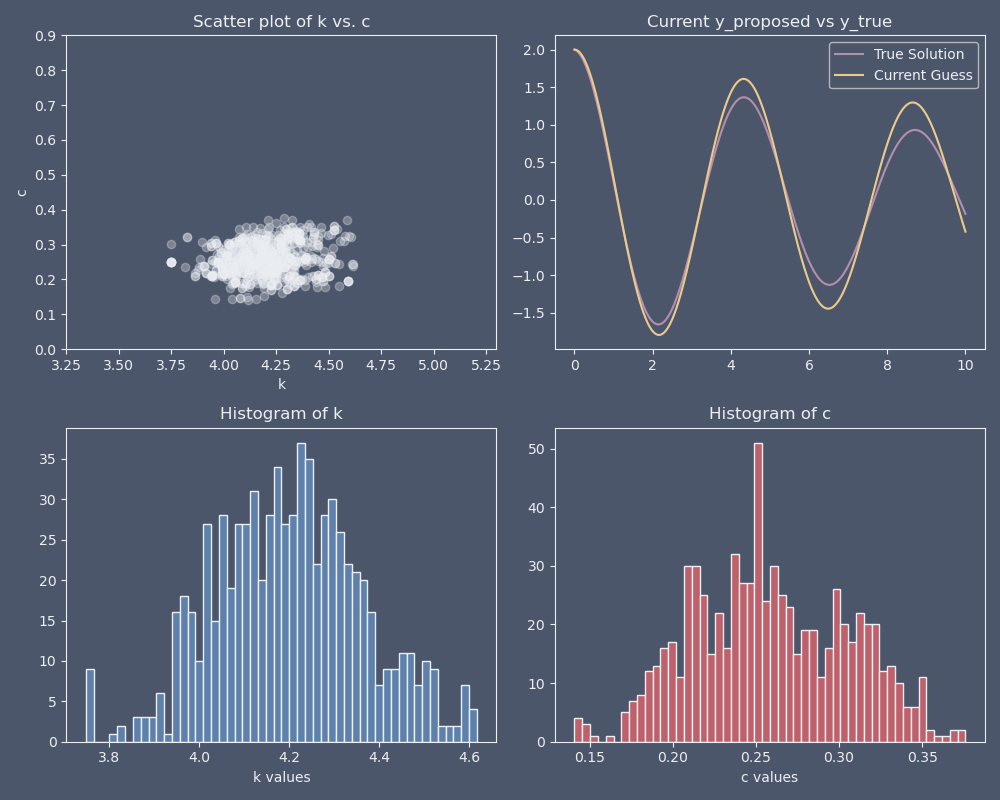 Scatter plot of k vs. c
0.9
0.8
0.7
0.6
0.5
0.4
0.3
0.2
0.1
0.0
c
3.25 3.50 3.75 4.00 4.25 4.50 4.75 5.00 5.25
k
Current y_proposed vs y_true
True Solution
Current Guess
2.0
1.5
1.0
0.5
0.0
−0.5
−1.0
−1.5
0 2 4 6 8 10
Histogram of k
35
30
25
20
15
10
5
0
3.8 4.0 4.2 4.4 4.6
k values
Histogram of c
50
40
30
20
10
0
0.15 0.20 0.25 0.30 0.35
c values